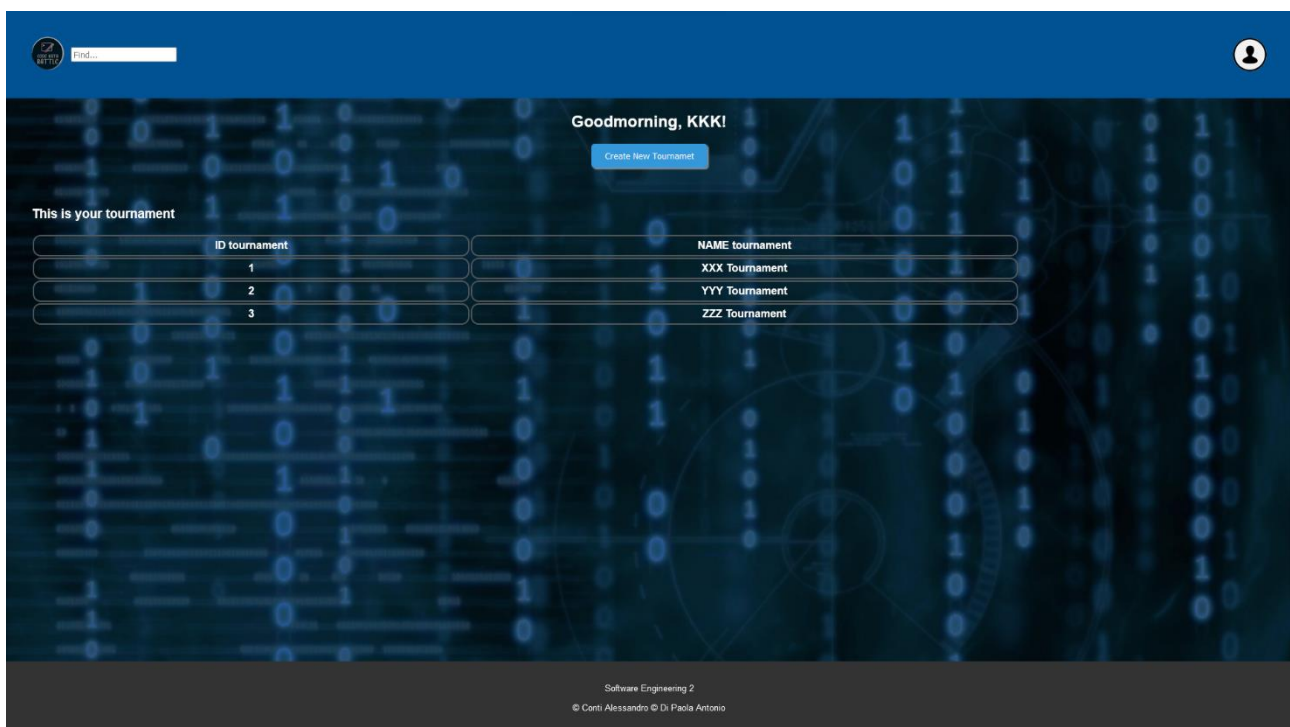 Find...
Goodmorning, KKK!
Create New Tournamet
This is your tournament
ID tournament NAME tournament
1 XXX Tournament
2 YYY Tournament
3 ZZZ Tournament
Software Engineering 2
© Conti Alessandro © Di Paola Antonio